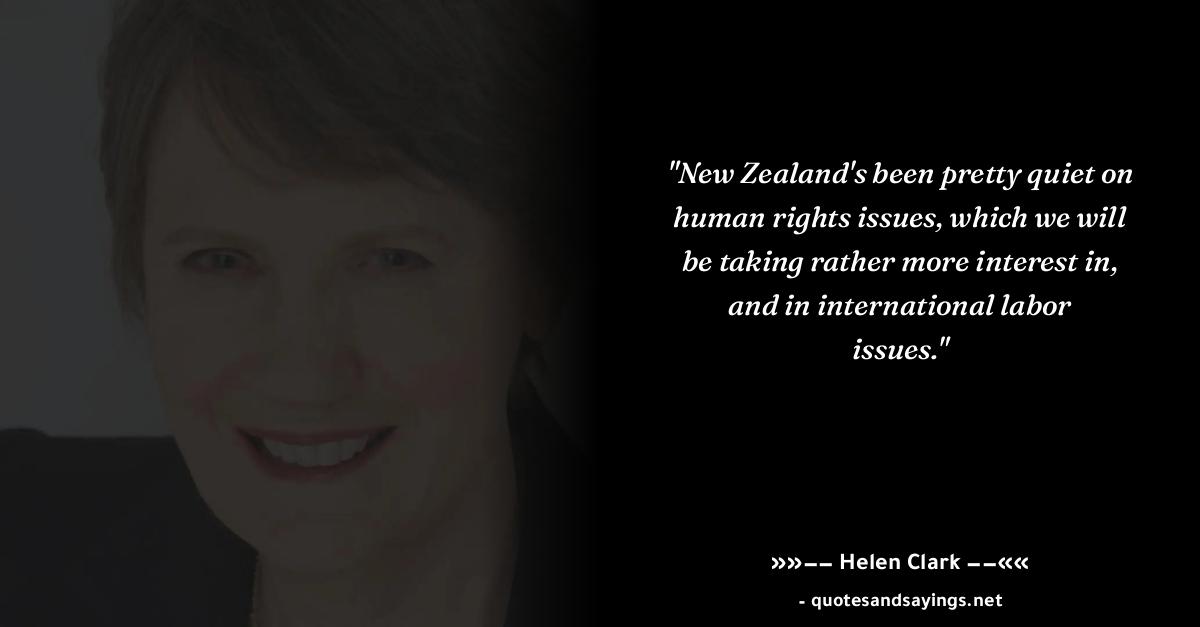 "New Zealand's been pretty quiet on
human rights issues, which we will
be taking rather more interest in,
and in international labor
issues."
»»−− Helen Clark −−««
- quotesandsayings.net